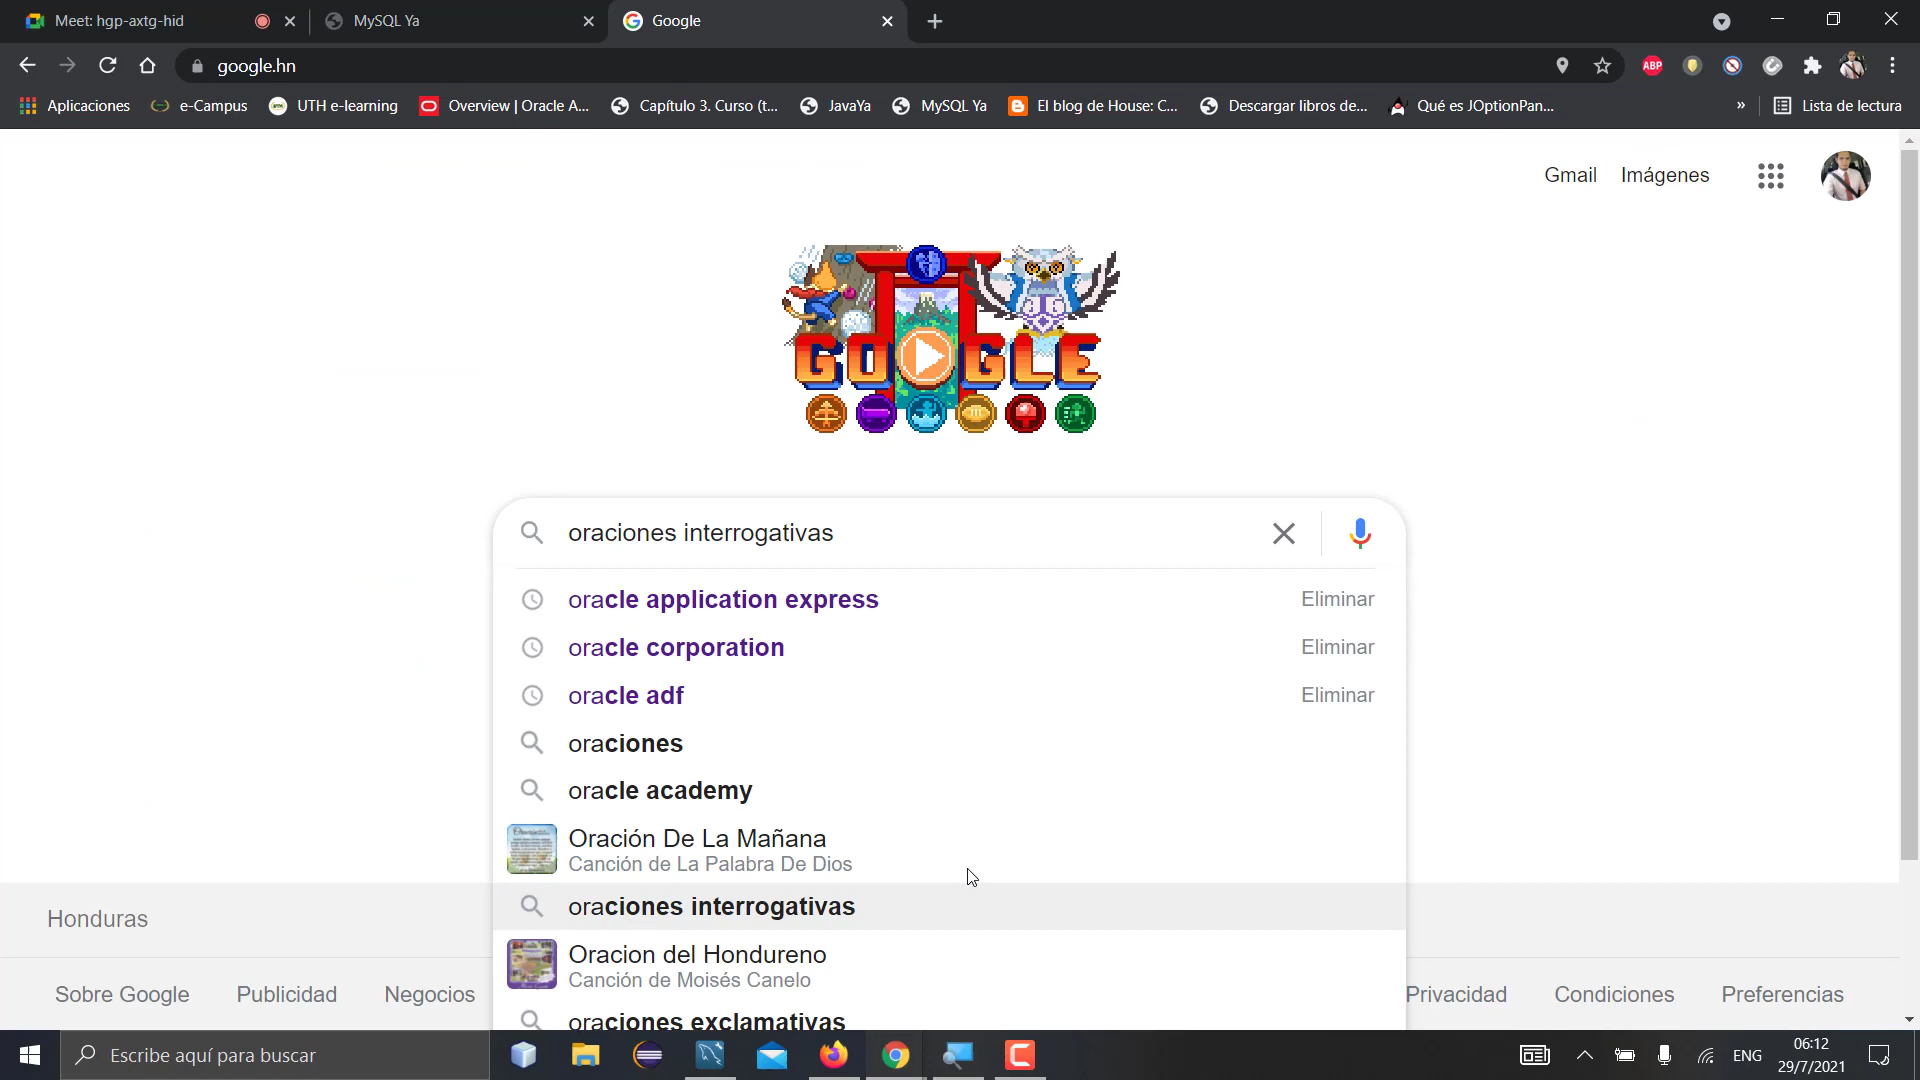 Meet: hgp-axtg-hid
MySQL Ya
Google
google.hn
ABP
Aplicaciones
e-Campus
UTH e-learning
Overview | Oracle A...
Capítulo 3. Curso (t...
JavaYa
MySQL Ya
El blog de House: C...
Descargar libros de...
Qué es JOptionPan...
»
Lista de lectura
Gmail
Imágenes
GOOGLE
oraciones interrogativas
oracle application express
Eliminar
oracle corporation
Eliminar
oracle adf
Eliminar
oraciones
oracle academy
Oración De La Mañana
Canción de La Palabra De Dios
oraciones interrogativas
Oracion del Hondureno
Canción de Moisés Canelo
oraciones exclamativas
Honduras
Sobre Google
Publicidad
Negocios
Privacidad
Condiciones
Preferencias
Escribe aquí para buscar
ENG
06:12
29/7/2021